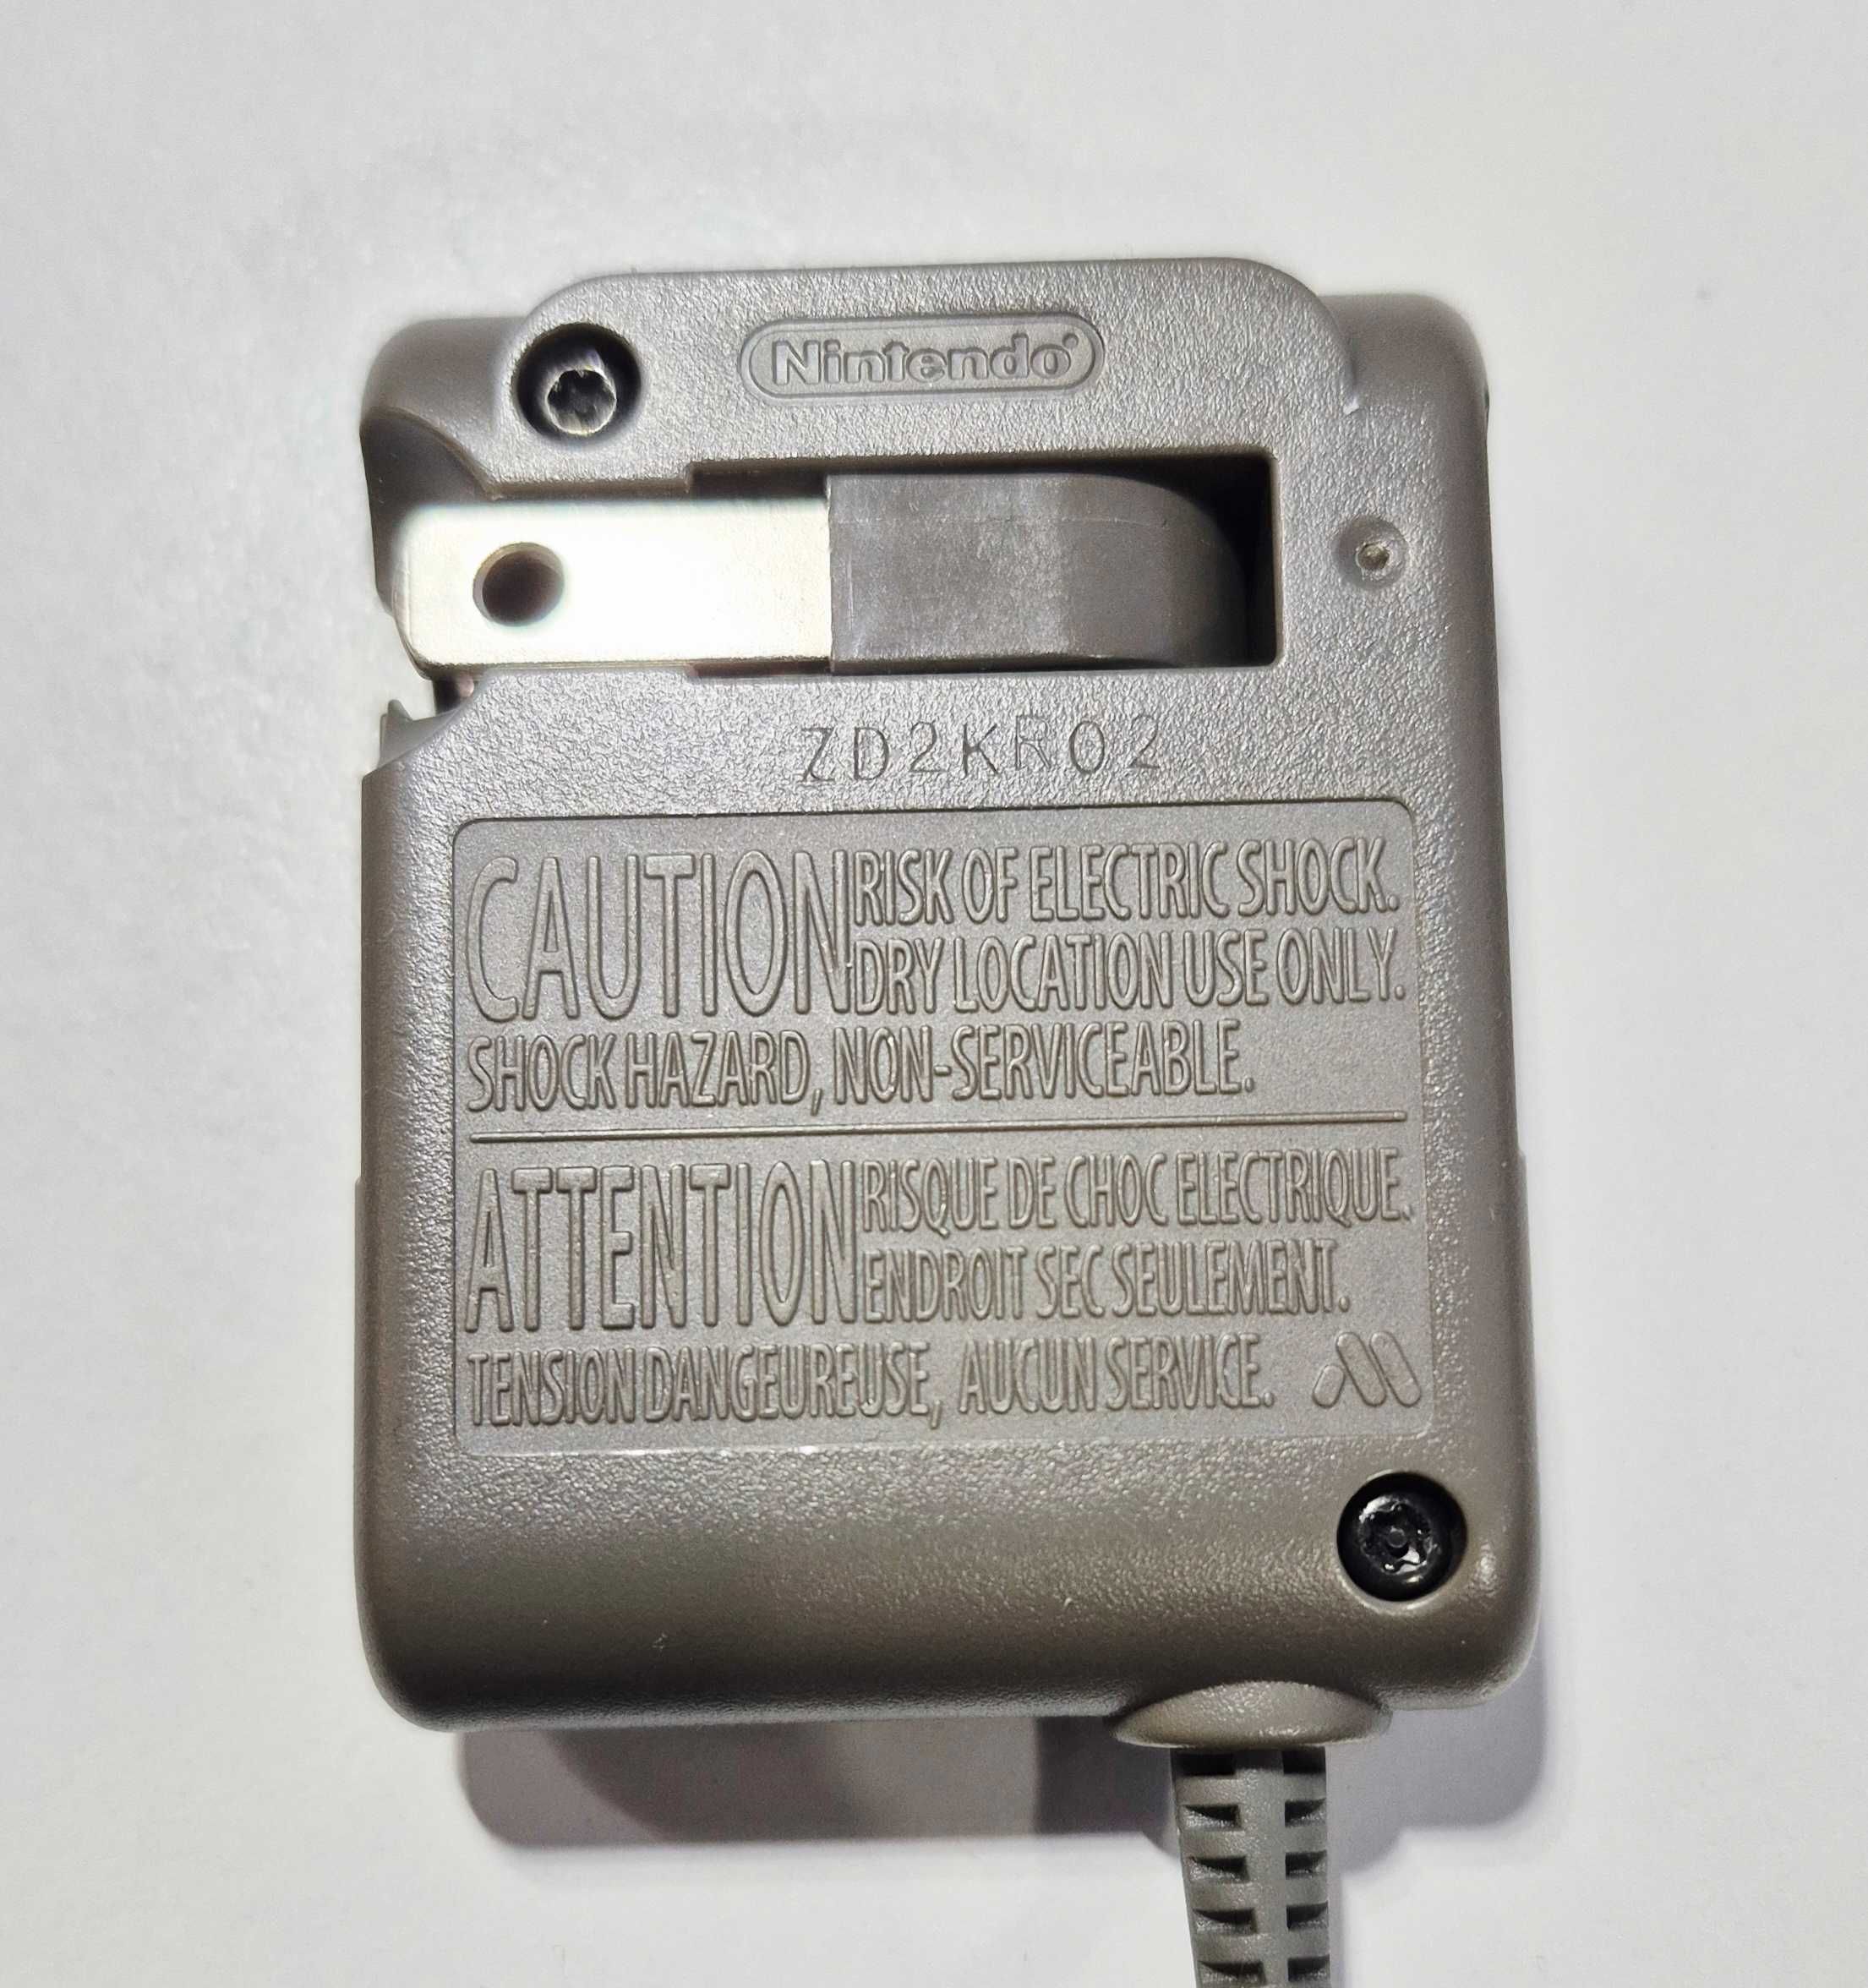 Nintendo®
ZD2KR02
CAUTION RISK OF ELECTRIC SHOCK.
DRY LOCATION USE ONLY.
SHOCK HAZARD, NON-SERVICEABLE.
ATTENTION RISQUE DE CHOC ELECTRIQUE.
ENDROIT SEC SEULEMENT.
TENSION DANGEUREUSE, AUCUN SERVICE.